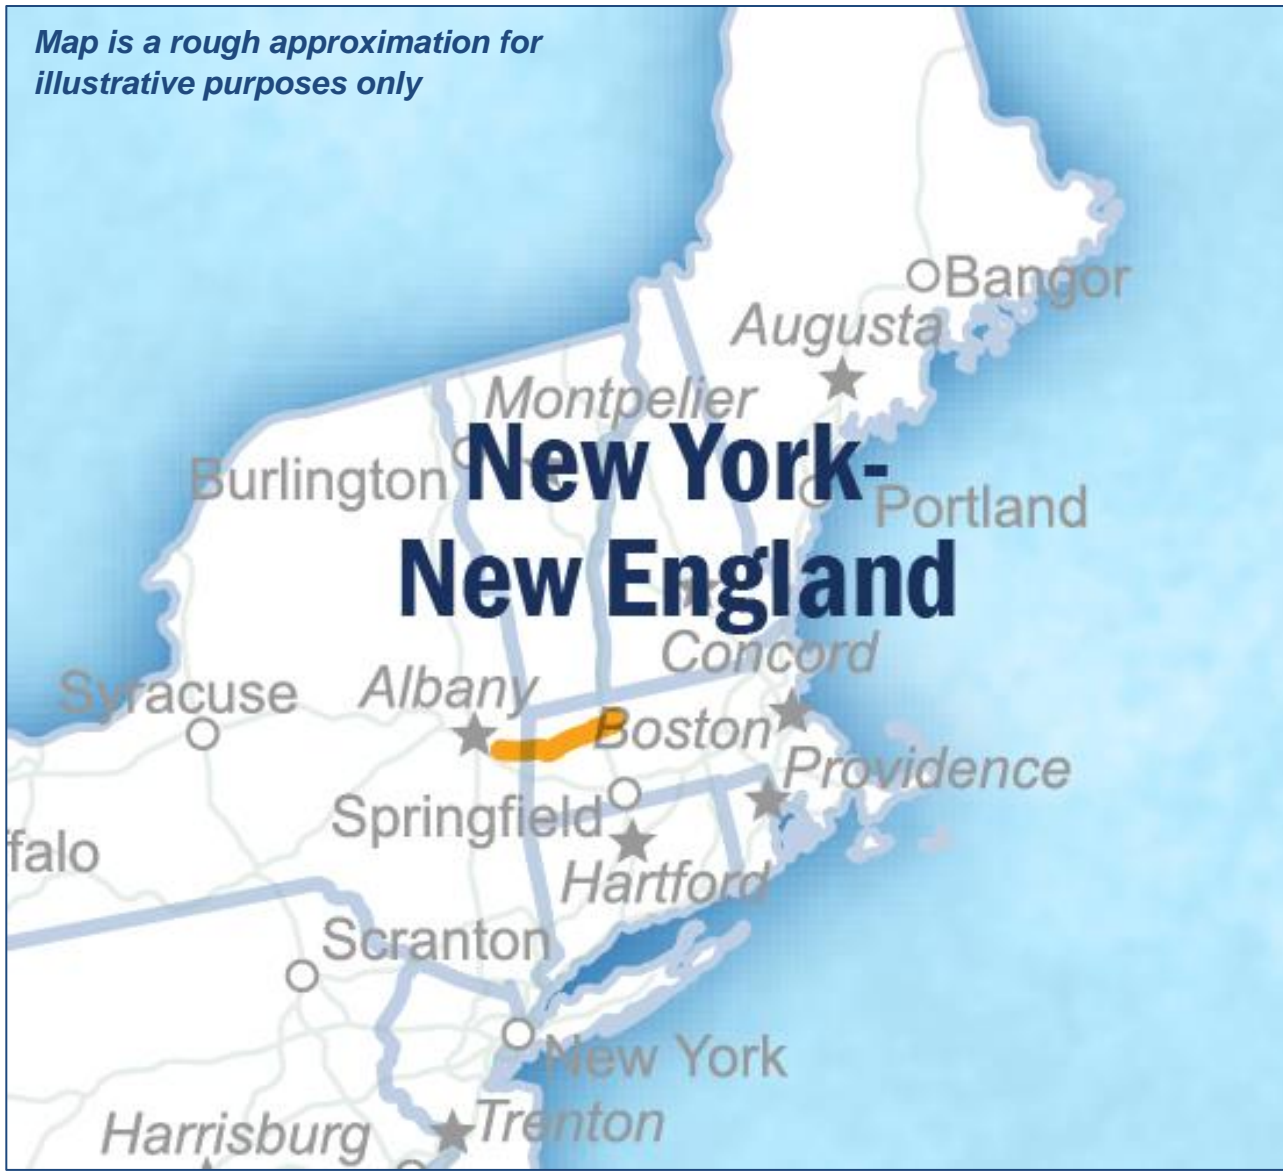 Map is a rough approximation for
illustrative purposes only
Bangor
Augusta
Montpelier
Burlington
New York-
Portland
New England
Concord
Syracuse
Albany
Boston
Providence
Springfield
falo
Hartford
Scranton
New York
Trenton
Harrisburg